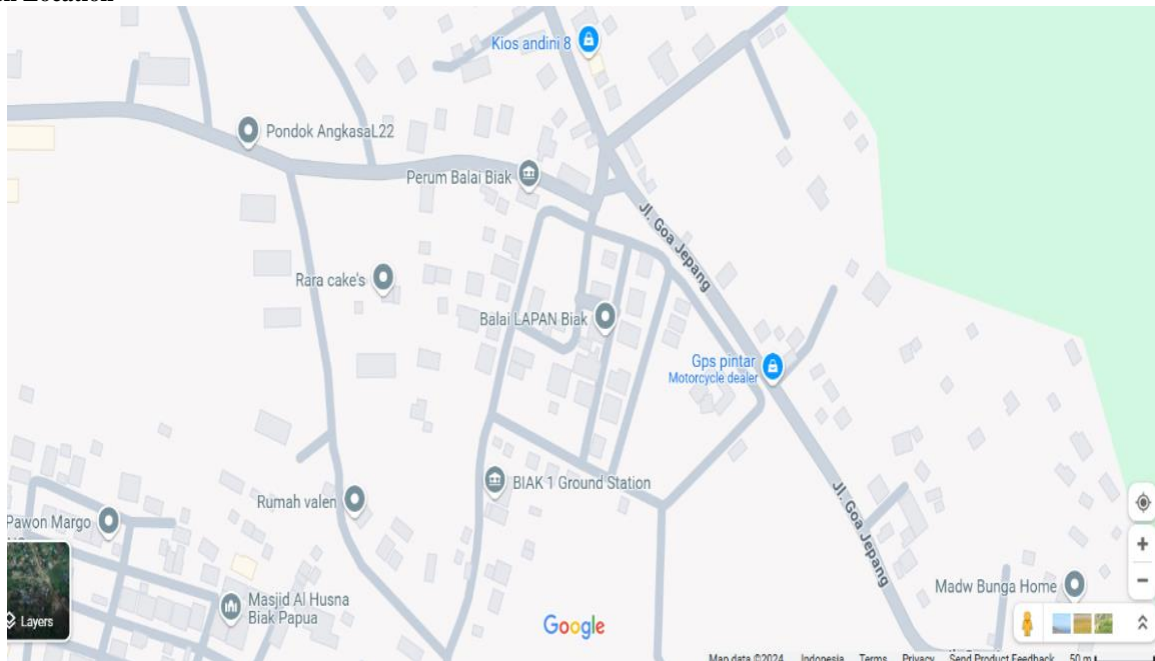 Kios andini 8
Pondok AngkasaL22
Perum Balai Biak
Jl. Goa Jepang
Rara cake's
Balai LAPAN Biak
Gps pintar
Motorcycle dealer
BIAK 1 Ground Station
Rumah valen
Jl. Goa Jepang
Pawon Margo
Madw Bunga Home
Masjid Al Husna
Biak Papua
Layers
Google
Map data ©2024 Indonesia Terms Privacy Send Product Feedback 50 m